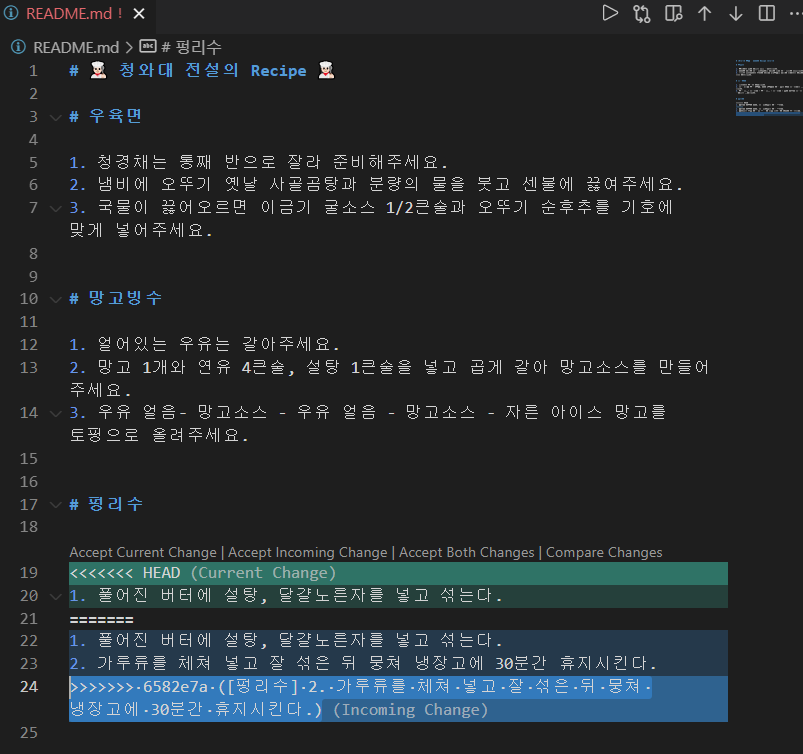 README.md !
README.md > # 펑리수
1 # 👨‍🍳 청와대 전설의 Recipe 👨‍🍳
2
3 # 우육면
4
5 1. 청경채는 통째 반으로 잘라 준비해주세요.
6 2. 냄비에 오뚜기 옛날 사골곰탕과 분량의 물을 붓고 센불에 끓여주세요.
7 3. 국물이 끓어오르면 이금기 굴소스 1/2큰술과 오뚜기 순후추를 기호에
맞게 넣어주세요.
8
9
10 # 망고빙수
11
12 1. 얼어있는 우유는 갈아주세요.
13 2. 망고 1개와 연유 4큰술, 설탕 1큰술을 넣고 곱게 갈아 망고소스를 만들어
주세요.
14 3. 우유 얼음- 망고소스 - 우유 얼음 - 망고소스 - 자른 아이스 망고를
토핑으로 올려주세요.
15
16
17 # 펑리수
18
Accept Current Change | Accept Incoming Change | Accept Both Changes | Compare Changes
19 <<<<<<< HEAD (Current Change)
20 1. 풀어진 버터에 설탕, 달걀노른자를 넣고 섞는다.
21 =======
22 1. 풀어진 버터에 설탕, 달걀노른자를 넣고 섞는다.
23 2. 가루류를 체쳐 넣고 잘 섞은 뒤 뭉쳐 냉장고에 30분간 휴지시킨다.
24 >>>>>>> 6582e7a ([펑리수] 2. 가루류를 체쳐 넣고 잘 섞은 뒤 뭉쳐
냉장고에 30분간 휴지시킨다.) (Incoming Change)
25